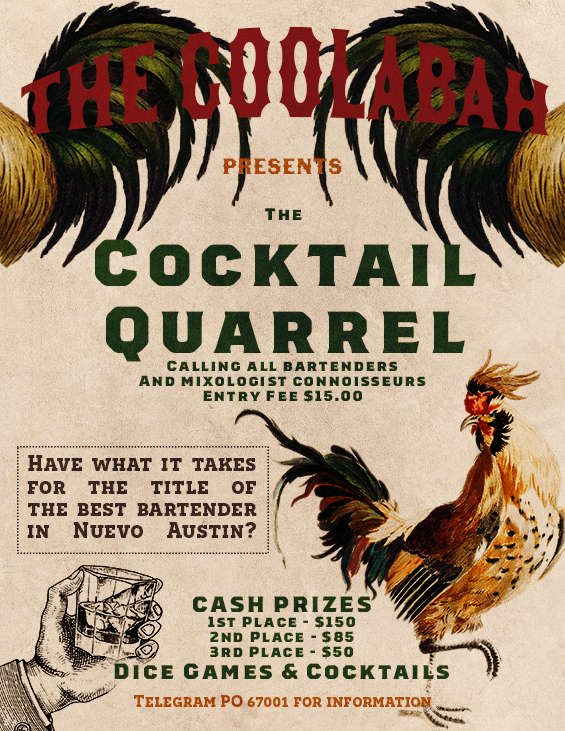 THE COOLABAH
PRESENTS
THE
COCKTAIL
QUARREL
CALLING ALL BARTENDERS
AND MIXOLOGIST CONNOISSEURS
ENTRY FEE $15.00
HAVE WHAT IT TAKES
FOR THE TITLE OF
THE BEST BARTENDER
IN NUEVO AUSTIN?
CASH PRIZES
1ST PLACE - $150
2ND PLACE - $85
3RD PLACE - $50
DICE GAMES & COCKTAILS
TELEGRAM PO 67001 FOR INFORMATION